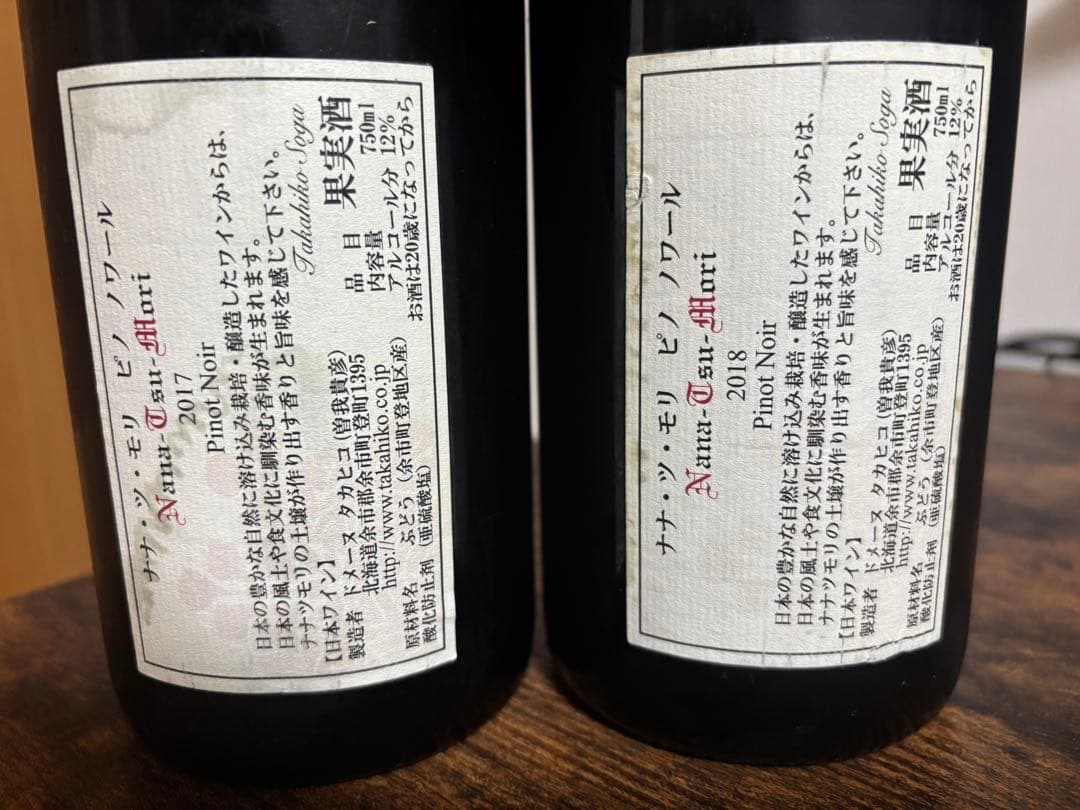 ナナ・ツ・モリ ピノ ノワール
Nana-Tsu-Mori
2017
Pinot Noir
日本の豊かな自然に溶け込み栽培・醸造したワインからは、
日本の風土や食文化に馴染む香味が生まれます。
ナナツモリの土壌が作り出す香りと旨味を感じて下さい。
Takahiko Soga
【日本ワイン】
製造者 ドメーヌ タカヒコ(曽我貴彦)
北海道余市郡余市町登町1395
http://www.takahiko.co.jp
原材料名 ぶどう(余市町登地区産)
酸化防止剤(亜硫酸塩)
品目 果実酒
内容量 750ml
アルコール分 12%
お酒は20歳になってから
ナナ・ツ・モリ ピノ ノワール
Nana-Tsu-Mori
2018
Pinot Noir
日本の豊かな自然に溶け込み栽培・醸造したワインからは、
日本の風土や食文化に馴染む香味が生まれます。
ナナツモリの土壌が作り出す香りと旨味を感じて下さい。
Takahiko Soga
【日本ワイン】
製造者 ドメーヌ タカヒコ(曽我貴彦)
北海道余市郡余市町登町1395
http://www.takahiko.co.jp
原材料名 ぶどう(余市町登地区産)
酸化防止剤(亜硫酸塩)
品目 果実酒
内容量 750ml
アルコール分 12%
お酒は20歳になってから